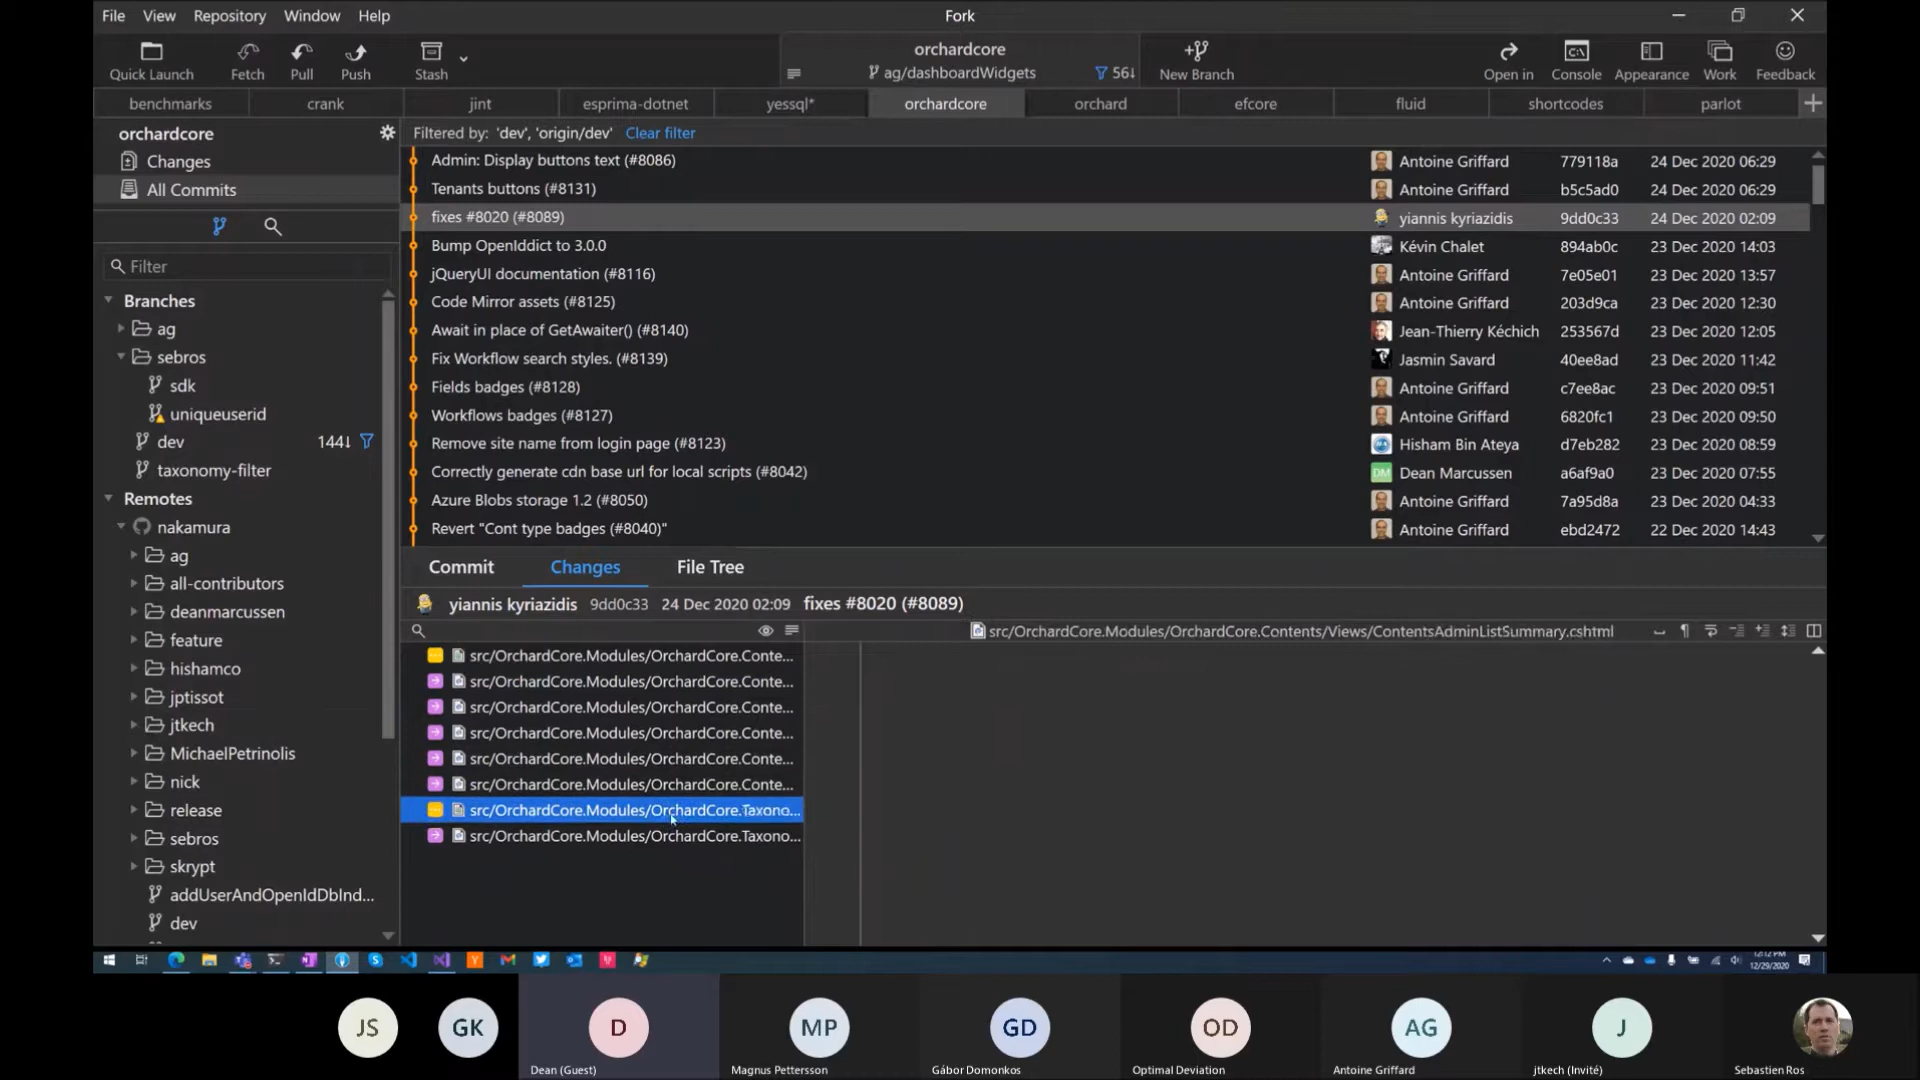 File View Repository Window Help
Fork
Quick Launch
Fetch
Pull
Push
Stash
orchardcore
ag/dashboardWidgets
56↓
New Branch
Open in
Console
Appearance
Work
Feedback
benchmarks
crank
jint
esprima-dotnet
yessql*
orchardcore
orchard
efcore
fluid
shortcodes
parlot
orchardcore
Changes
All Commits
Filter
Branches
ag
sebros
sdk
uniqueuserid
dev 144↓
taxonomy-filter
Remotes
nakamura
ag
all-contributors
deanmarcussen
feature
hishamco
jptissot
jtkech
MichaelPetrinolis
nick
release
sebros
skrypt
addUserAndOpenIdDbInd...
dev
Filtered by: 'dev', 'origin/dev' Clear filter
Admin: Display buttons text (#8086) Antoine Griffard 779118a 24 Dec 2020 06:29
Tenants buttons (#8131) Antoine Griffard b5c5ad0 24 Dec 2020 06:29
fixes #8020 (#8089) yiannis kyriazidis 9dd0c33 24 Dec 2020 02:09
Bump OpenIddict to 3.0.0 Kévin Chalet 894ab0c 23 Dec 2020 14:03
jQueryUI documentation (#8116) Antoine Griffard 7e05e01 23 Dec 2020 13:57
Code Mirror assets (#8125) Antoine Griffard 203d9ca 23 Dec 2020 12:30
Await in place of GetAwaiter() (#8140) Jean-Thierry Kéchich 253567d 23 Dec 2020 12:05
Fix Workflow search styles. (#8139) Jasmin Savard 40ee8ad 23 Dec 2020 11:42
Fields badges (#8128) Antoine Griffard c7ee8ac 23 Dec 2020 09:51
Workflows badges (#8127) Antoine Griffard 6820fc1 23 Dec 2020 09:50
Remove site name from login page (#8123) Hisham Bin Ateya d7eb282 23 Dec 2020 08:59
Correctly generate cdn base url for local scripts (#8042) DM Dean Marcussen a6af9a0 23 Dec 2020 07:55
Azure Blobs storage 1.2 (#8050) Antoine Griffard 7a95d8a 23 Dec 2020 04:33
Revert "Cont type badges (#8040)" Antoine Griffard ebd2472 22 Dec 2020 14:43
Commit Changes File Tree
yiannis kyriazidis 9dd0c33 24 Dec 2020 02:09 fixes #8020 (#8089)
src/OrchardCore.Modules/OrchardCore.Contents/Views/ContentsAdminListSummary.cshtml
src/OrchardCore.Modules/OrchardCore.Conte...
src/OrchardCore.Modules/OrchardCore.Conte...
src/OrchardCore.Modules/OrchardCore.Conte...
src/OrchardCore.Modules/OrchardCore.Conte...
src/OrchardCore.Modules/OrchardCore.Conte...
src/OrchardCore.Modules/OrchardCore.Conte...
src/OrchardCore.Modules/OrchardCore.Taxono...
src/OrchardCore.Modules/OrchardCore.Taxono...
12:12 PM
12/29/2020
JS
GK
D
MP
GD
OD
AG
J
Dean (Guest)
Magnus Pettersson
Gábor Domonkos
Optimal Deviation
Antoine Griffard
jtkech (Invité)
Sebastien Ros